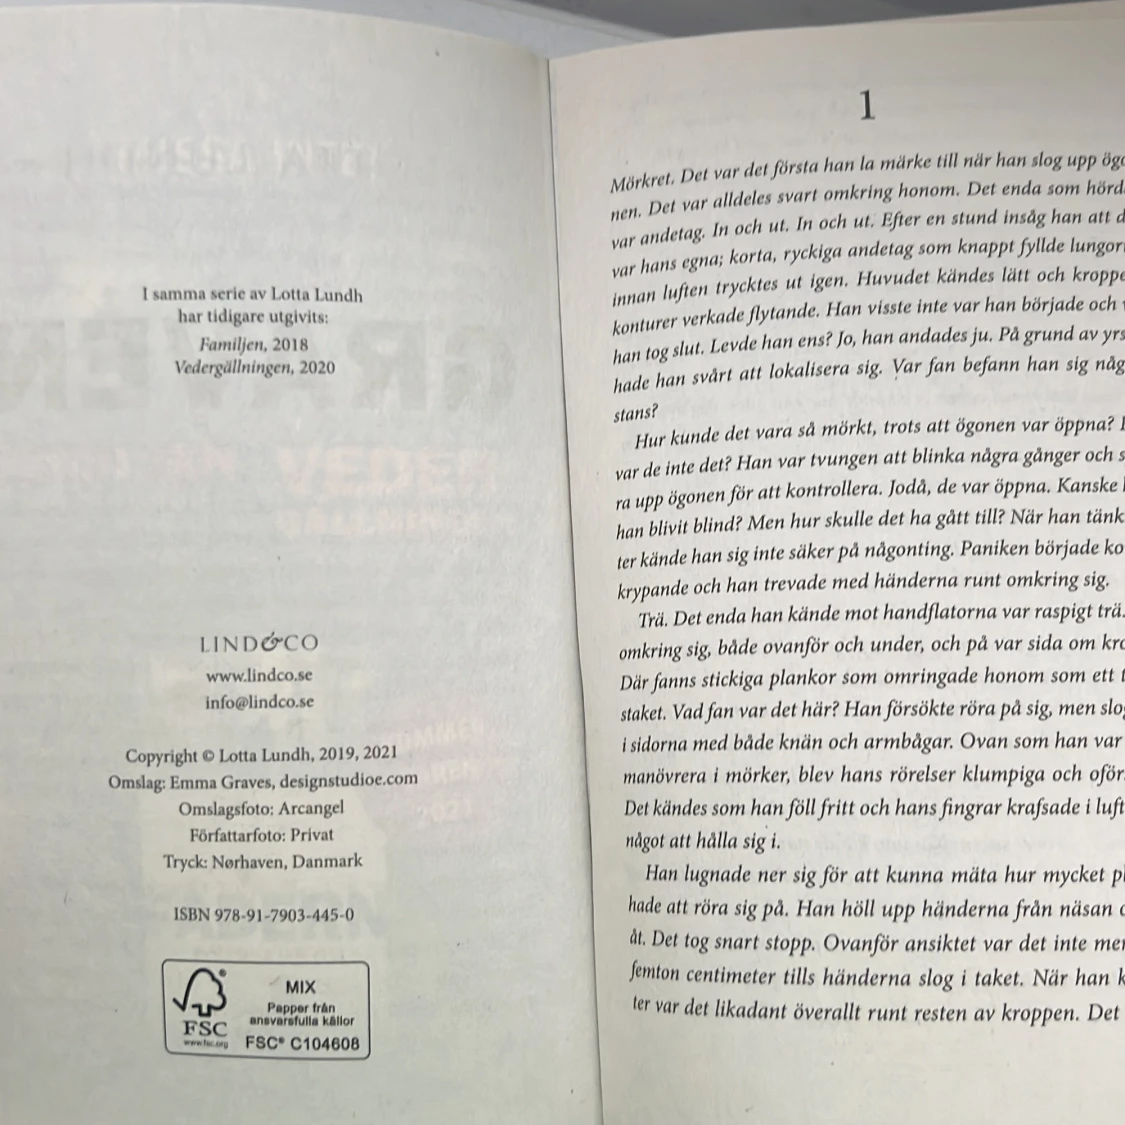 I samma serie av Lotta Lundh
har tidigare utgivits:
Familjen, 2018
Vedergällningen, 2020
LIND&CO
www.lindco.se
info@lindco.se
Copyright © Lotta Lundh, 2019, 2021
Omslag: Emma Graves, designstudioe.com
Omslagsfoto: Arcangel
Författarfoto: Privat
Tryck: Nørhaven, Danmark
ISBN 978-91-7903-445-0
FSC
www.fsc.org
MIX
Papper från
ansvarsfulla källor
FSC® C104608
1
Mörkret. Det var det första han la märke till när han slog upp ögo
nen. Det var alldeles svart omkring honom. Det enda som hörd
var andetag. In och ut. In och ut. Efter en stund insåg han att d
var hans egna; korta, ryckiga andetag som knappt fyllde lungor
innan luften trycktes ut igen. Huvudet kändes lätt och kroppe
konturer verkade flytande. Han visste inte var han började och
han tog slut. Levde han ens? Jo, han andades ju. På grund av yrs
hade han svårt att lokalisera sig. Var fan befann han sig någ
stans?
Hur kunde det vara så mörkt, trots att ögonen var öppna?
var de inte det? Han var tvungen att blinka några gånger och s
ra upp ögonen för att kontrollera. Jodå, de var öppna. Kanske
han blivit blind? Men hur skulle det ha gått till? När han tänk
ter kände han sig inte säker på någonting. Paniken började ko
krypande och han trevade med händerna runt omkring sig.
Trä. Det enda han kände mot handflatorna var raspigt trä.
omkring sig, både ovanför och under, och på var sida om kro
Där fanns stickiga plankor som omringade honom som ett t
staket. Vad fan var det här? Han försökte röra på sig, men slog
i sidorna med både knän och armbågar. Ovan som han var
manövrera i mörker, blev hans rörelser klumpiga och oför
Det kändes som han föll fritt och hans fingrar krafsade i luft
något att hålla sig i.
Han lugnade ner sig för att kunna mäta hur mycket pl
hade att röra sig på. Han höll upp händerna från näsan o
åt. Det tog snart stopp. Ovanför ansiktet var det inte mer
femton centimeter tills händerna slog i taket. När han k
ter var det likadant överallt runt resten av kroppen. Det